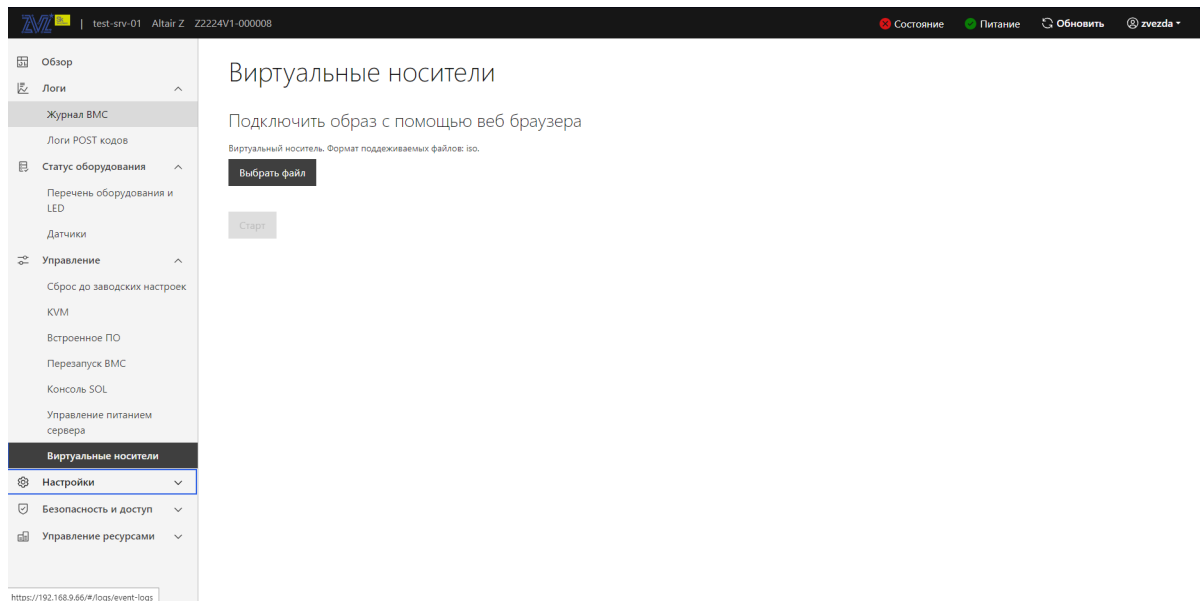 test-srv-01 Altair Z Z2224V1-000008
Состояние
Питание
Обновить
zvezda
Обзор
Логи
Журнал BMC
Логи POST кодов
Статус оборудования
Перечень оборудования и
LED
Датчики
Управление
Сброс до заводских настроек
KVM
Встроенное ПО
Перезапуск BMC
Консоль SOL
Управление питанием
сервера
Виртуальные носители
Настройки
Безопасность и доступ
Управление ресурсами
Виртуальные носители
Подключить образ с помощью веб браузера
Виртуальный носитель. Формат поддеживаемых файлов: iso.
Выбрать файл
Старт
https://192.168.9.66/#/logs/event-logs